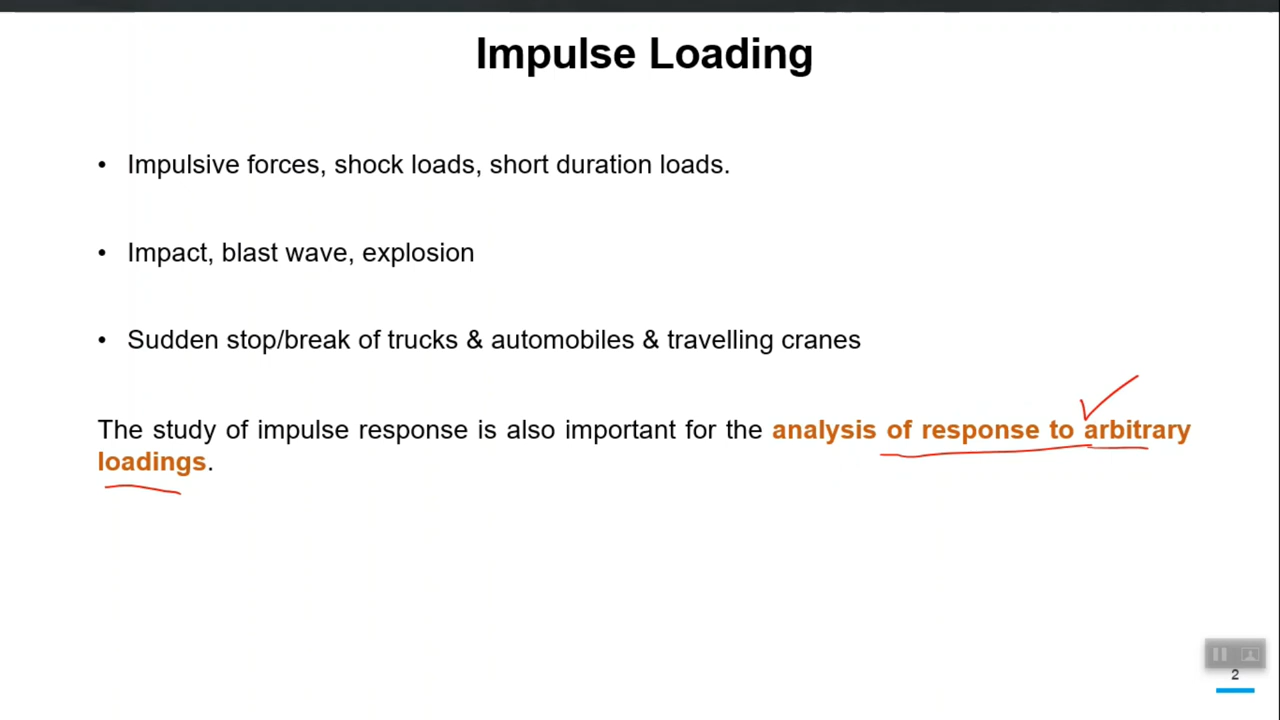 Impulse Loading
• Impulsive forces, shock loads, short duration loads.
• Impact, blast wave, explosion
• Sudden stop/break of trucks & automobiles & travelling cranes
The study of impulse response is also important for the analysis of response to arbitrary
loadings.
2